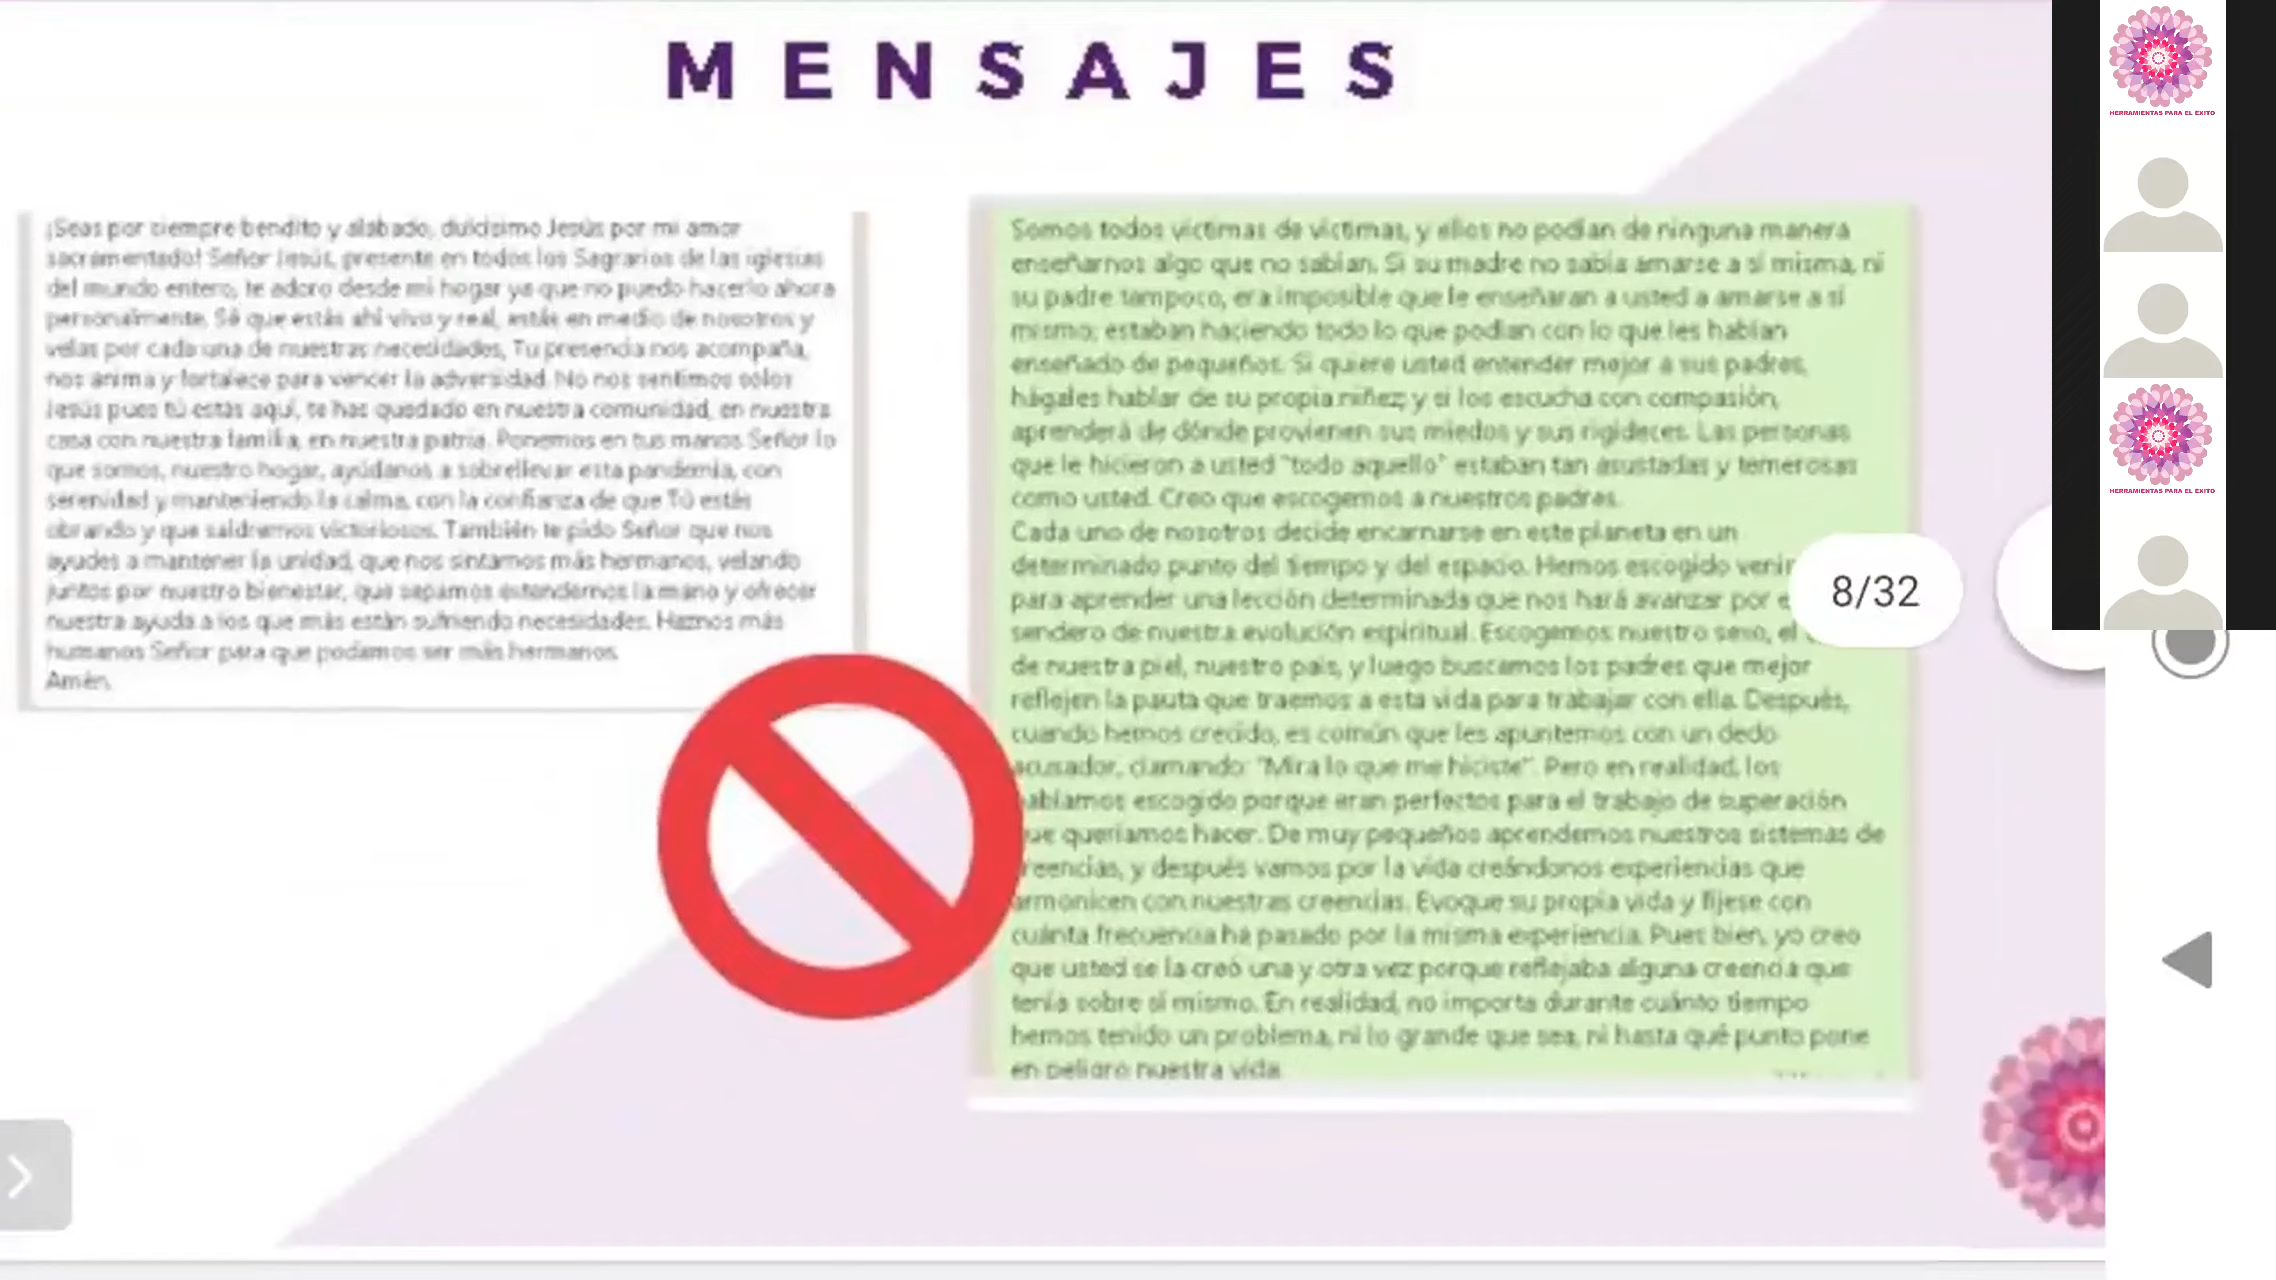 MENSAJES
¡Seas por siempre bendito y alabado, dulcísimo Jesús por mi amor
sacramentado! Señor Jesús, presente en todos los Sagrarios de las iglesias
del mundo entero, te adoro desde mi hogar ya que no puedo hacerlo ahora
personalmente. Sé que estás ahí vivo y real, estás en medio de nosotros y
velas por cada una de nuestras necesidades, Tu presencia nos acompaña,
nos anima y fortalece para vencer la adversidad. No nos sentimos solos
Jesús pues tú estás aquí, te has quedado en nuestra comunidad, en nuestra
casa con nuestra familia, en nuestra patria. Ponemos en tus manos Señor lo
que somos, nuestro hogar, ayúdanos a sobrellevar esta pandemia, con
serenidad y manteniendo la calma, con la confianza de que Tú estás
obrando y que saldremos victoriosos. También te pido Señor que nos
ayudes a mantener la unidad, que nos sintamos más hermanos, velando
juntos por nuestro bienestar, que sepamos extendernos la mano y ofrecer
nuestra ayuda a los que más están sufriendo necesidades. Haznos más
humanos Señor para que podamos ser más hermanos.
Amén.
Somos todos víctimas de víctimas, y ellos no podían de ninguna manera
enseñarnos algo que no sabían. Si su madre no sabía amarse a sí misma, ni
su padre tampoco, era imposible que le enseñaran a usted a amarse a sí
mismo; estaban haciendo todo lo que podían con lo que les habían
enseñado de pequeños. Si quiere usted entender mejor a sus padres,
hágales hablar de su propia niñez; y si los escucha con compasión,
aprenderá de dónde provienen sus miedos y sus rigideces. Las personas
que le hicieron a usted "todo aquello" estaban tan asustadas y temerosas
como usted. Creo que escogemos a nuestros padres.
Cada uno de nosotros decide encarnarse en este planeta en un
determinado punto del tiempo y del espacio. Hemos escogido venir
para aprender una lección determinada que nos hará avanzar por
sendero de nuestra evolución espiritual. Escogemos nuestro sexo, el
de nuestra piel, nuestro país, y luego buscamos los padres que mejor
reflejen la pauta que traemos a esta vida para trabajar con ella. Después,
cuando hemos crecido, es común que les apuntemos con un dedo
acusador, clamando: "Mira lo que me hiciste". Pero en realidad, los
habíamos escogido porque eran perfectos para el trabajo de superación
que queríamos hacer. De muy pequeños aprendemos nuestros sistemas de
creencias, y después vamos por la vida creándonos experiencias que
armonicen con nuestras creencias. Evoque su propia vida y fíjese con
cuánta frecuencia ha pasado por la misma experiencia. Pues bien, yo creo
que usted se la creó una y otra vez porque reflejaba alguna creencia que
tenía sobre sí mismo. En realidad, no importa durante cuánto tiempo
hemos tenido un problema, ni lo grande que sea, ni hasta qué punto pone
en peligro nuestra vida.
8/32
HERRAMIENTAS PARA EL EXITO
HERRAMIENTAS PARA EL EXITO